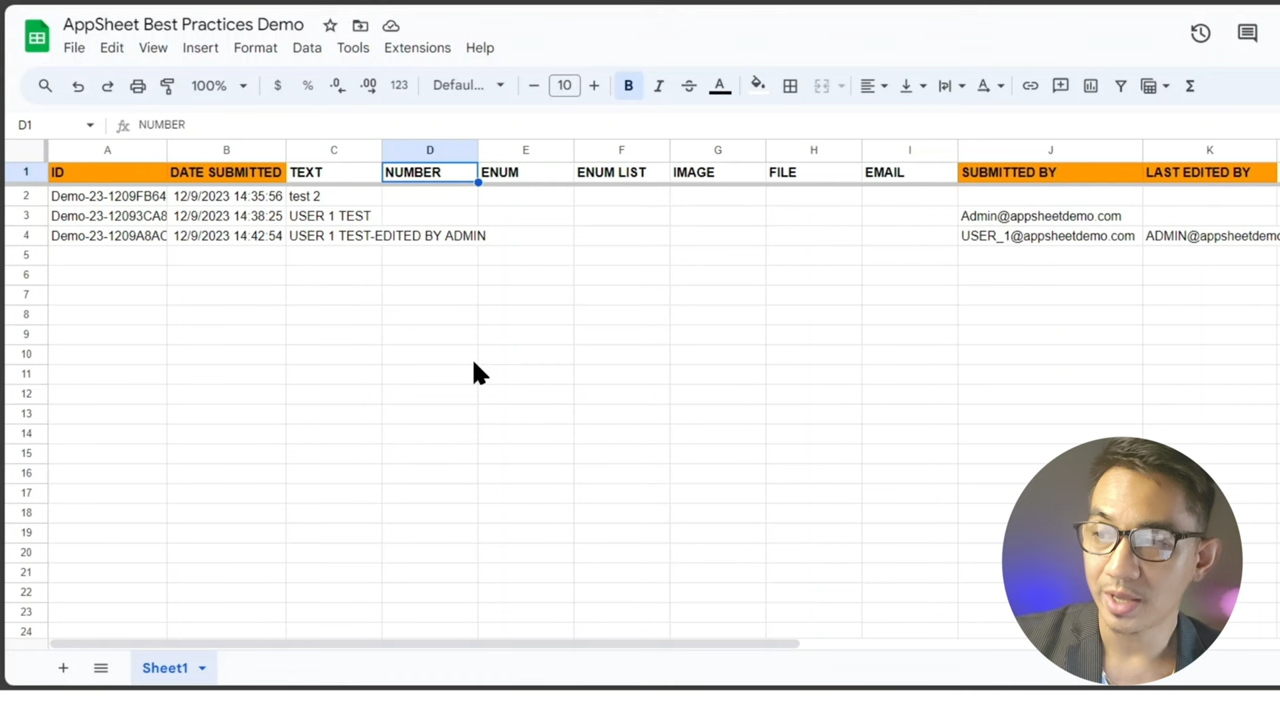 AppSheet Best Practices Demo
File Edit View Insert Format Data Tools Extensions Help
100% $ % .0 .00 123 Defaul... 10 B I A Σ
D1 fx NUMBER
A B C D E F G H I J K
1 ID DATE SUBMITTED TEXT NUMBER ENUM ENUM LIST IMAGE FILE EMAIL SUBMITTED BY LAST EDITED BY
2 Demo-23-1209FB64 12/9/2023 14:35:56 test 2
3 Demo-23-12093CA8 12/9/2023 14:38:25 USER 1 TEST Admin@appsheetdemo.com
4 Demo-23-1209A8AC 12/9/2023 14:42:54 USER 1 TEST-EDITED BY ADMIN USER_1@appsheetdemo.com ADMIN@appsheetdemo
5
6
7
8
9
10
11
12
13
14
15
16
17
18
19
20
21
22
23
24
Sheet1